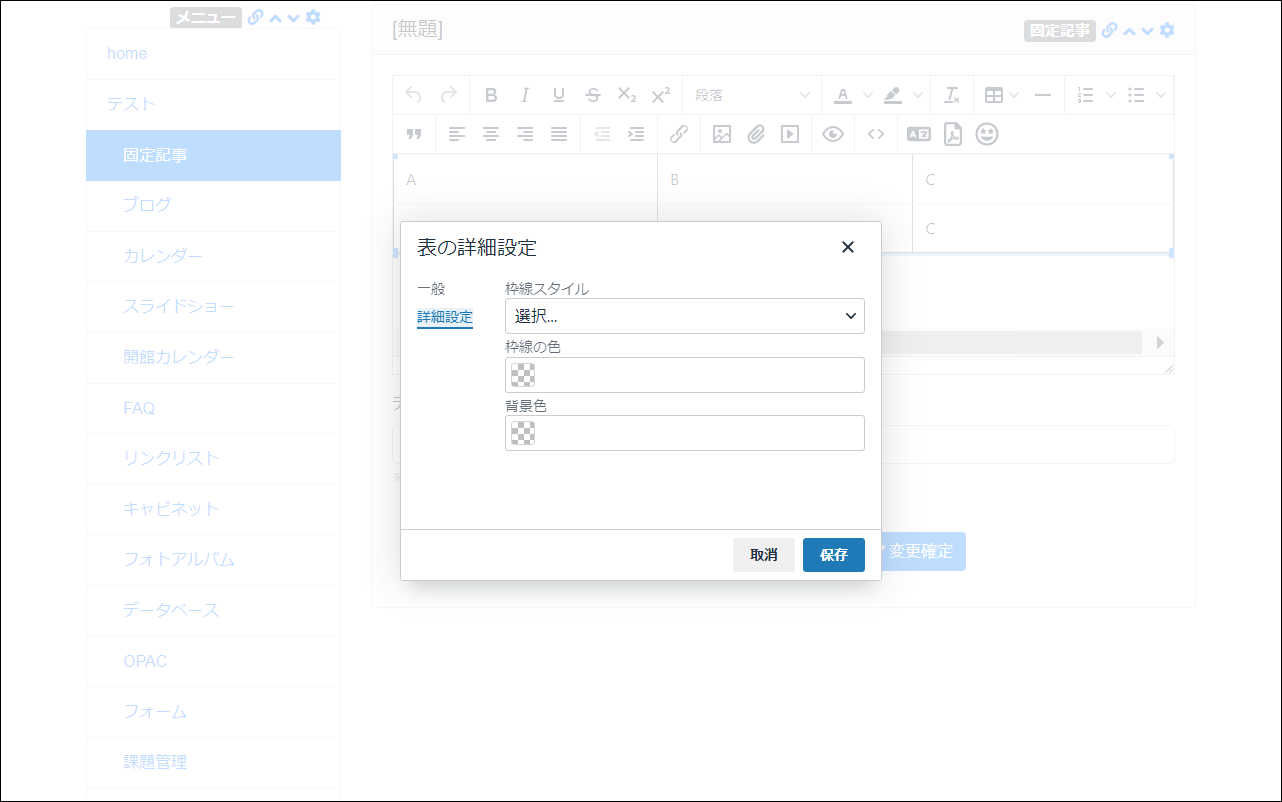 メニュー
home
テスト
固定記事
ブログ
カレンダー
スライドショー
開館カレンダー
FAQ
リンクリスト
キャビネット
フォトアルバム
データベース
OPAC
フォーム
課題管理
[無題]
固定記事
B I U S X₂ X² 段落 A
A B C
C
表の詳細設定
一般
詳細設定
枠線スタイル
選択...
枠線の色
背景色
取消
保存
変更確定